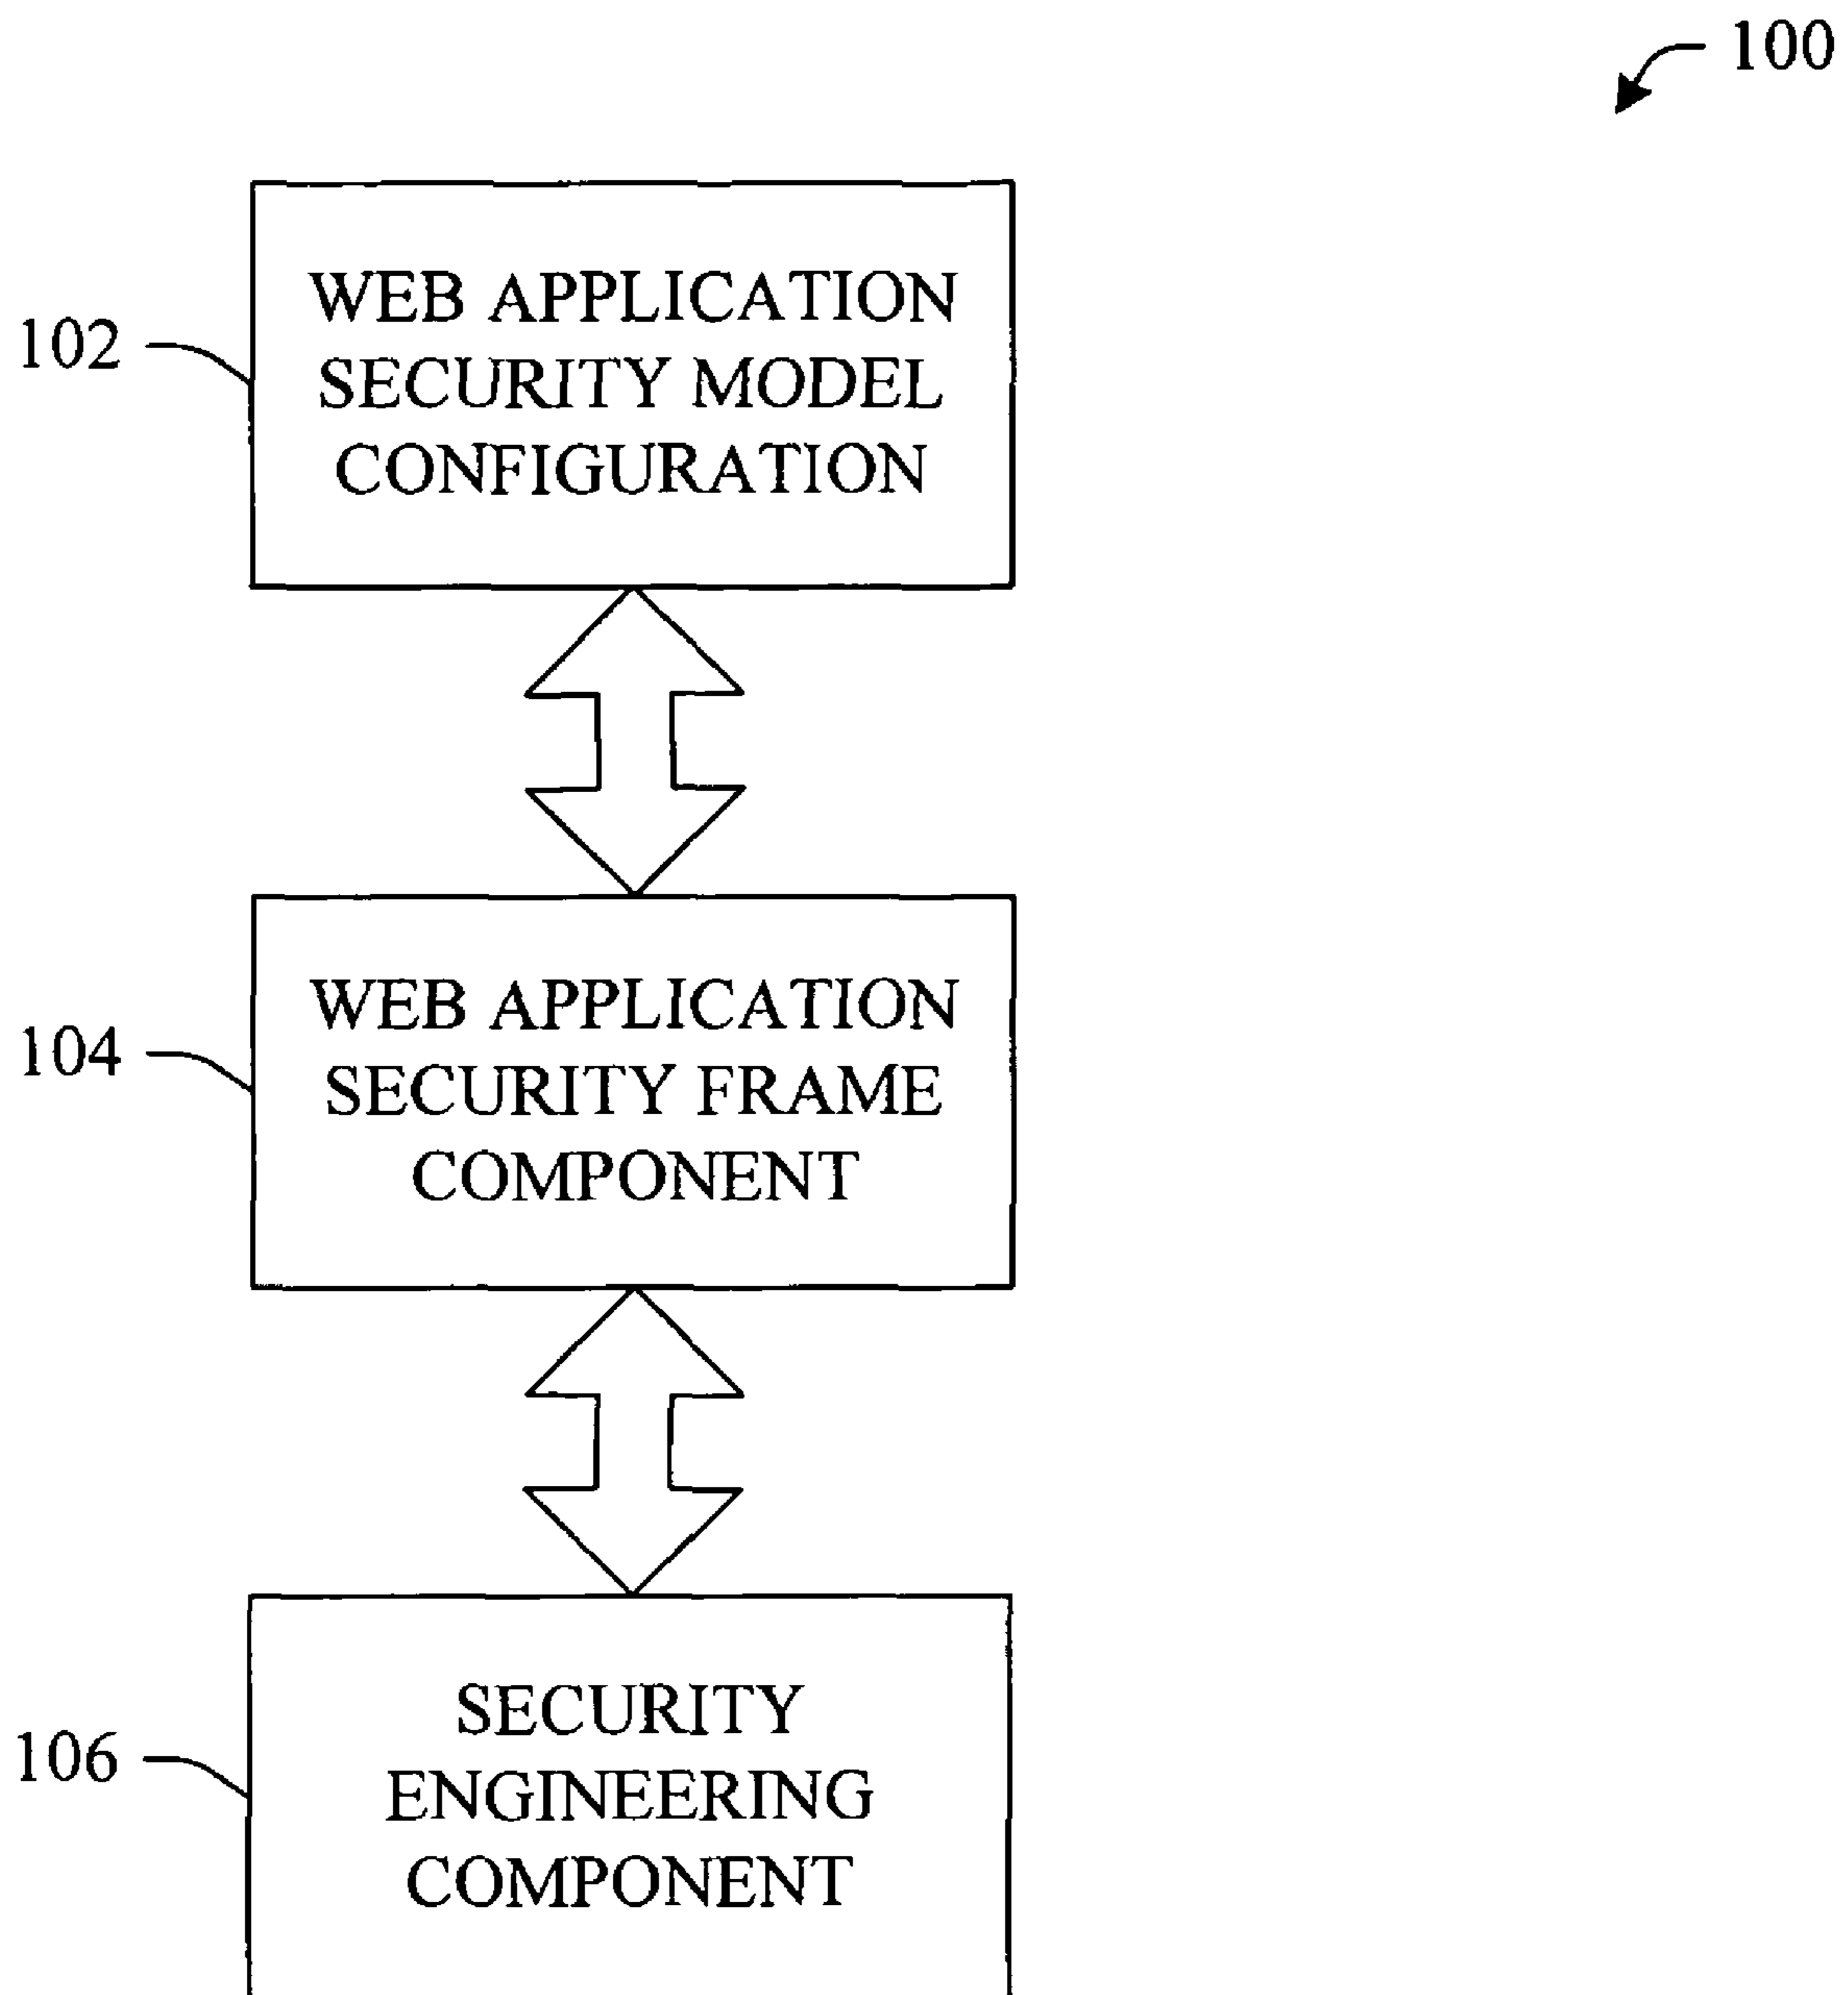 100
102
WEB APPLICATION
SECURITY MODEL
CONFIGURATION
104
WEB APPLICATION
SECURITY FRAME
COMPONENT
106
SECURITY
ENGINEERING
COMPONENT